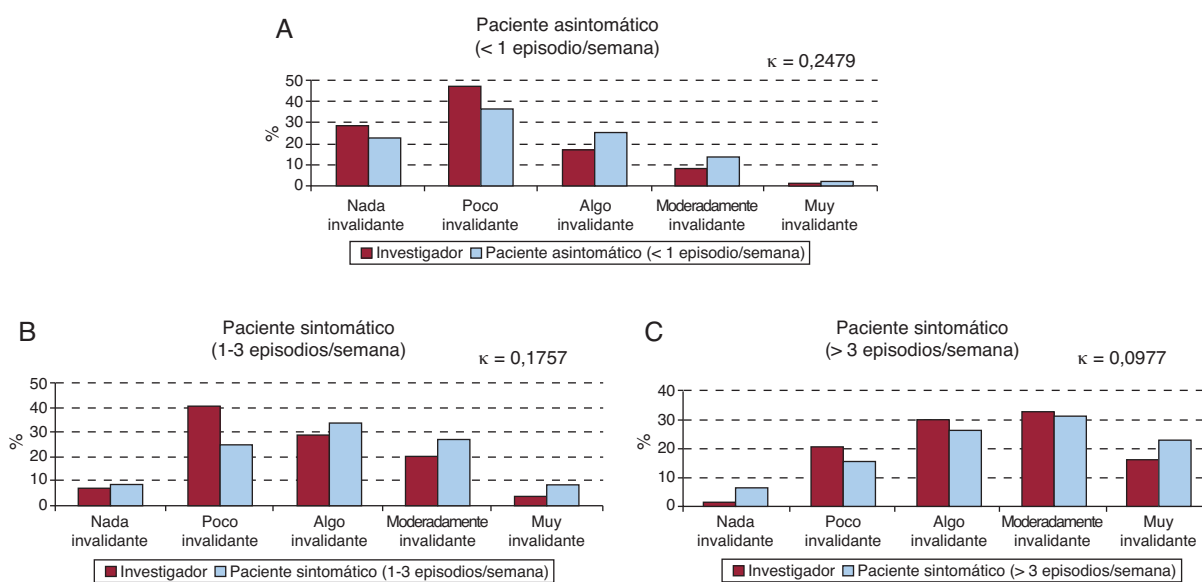 A
Paciente asintomático
(< 1 episodio/semana)
κ = 0,2479
50
40
30
20
10
0
%
Nada
invalidante
Poco
invalidante
Algo
invalidante
Moderadamente
invalidante
Muy
invalidante
Investigador Paciente asintomático (< 1 episodio/semana)
B
Paciente sintomático
(1-3 episodios/semana)
κ = 0,1757
50
40
30
20
10
0
%
Nada
invalidante
Poco
invalidante
Algo
invalidante
Moderadamente
invalidante
Muy
invalidante
Investigador Paciente sintomático (1-3 episodios/semana)
C
Paciente sintomático
(> 3 episodios/semana)
κ = 0,0977
40
30
20
10
0
%
Nada
invalidante
Poco
invalidante
Algo
invalidante
Moderadamente
invalidante
Muy
invalidante
Investigador Paciente sintomático (> 3 episodios/semana)